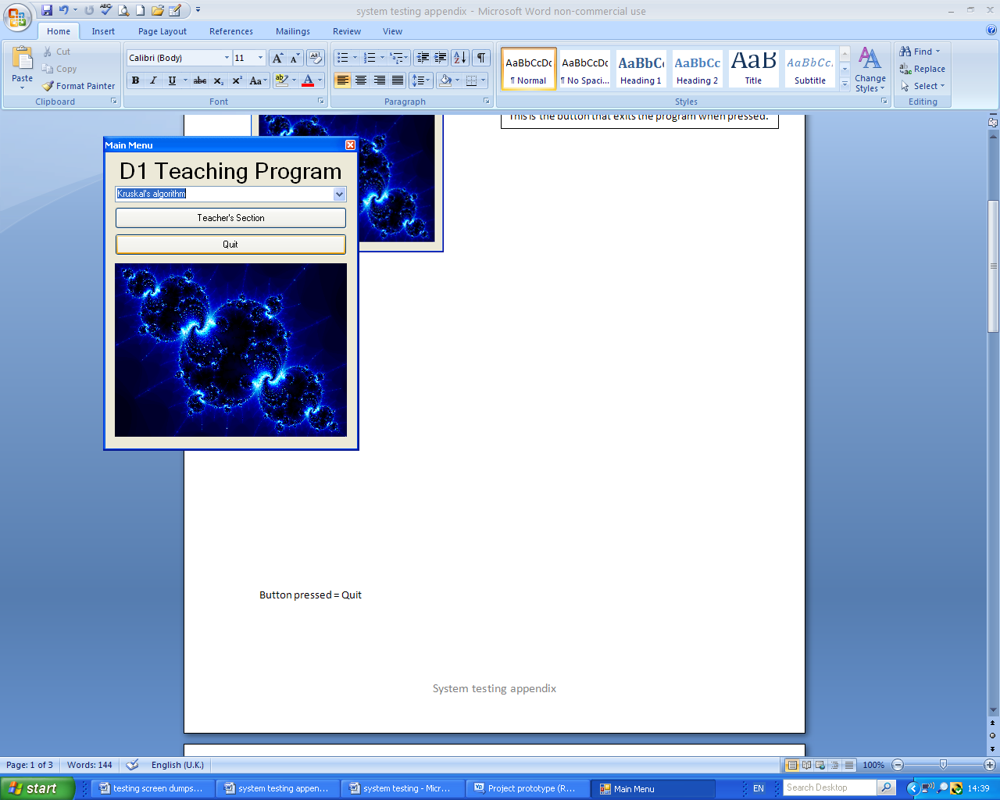 system testing appendix - Microsoft Word non-commercial use
Home Insert Page Layout References Mailings Review View
Paste
Cut
Copy
Format Painter
Clipboard
Calibri (Body) 11
Font
Paragraph
AaBbCcDc AaBbCcDc AaBbCc AaBbCc AaB AaBbCc.
¶ Normal ¶ No Spaci... Heading 1 Heading 2 Title Subtitle
Change Styles
Styles
Find
Replace
Select
Editing
This is the button that exits the program when pressed.
Main Menu
D1 Teaching Program
Kruskal's algorithm
Teacher's Section
Quit
Button pressed = Quit
System testing appendix
Page: 1 of 3 Words: 144 English (U.K.) 100%
start testing screen dumps... system testing appen... system testing - Micr... Project prototype (R... Main Menu EN Search Desktop 14:39